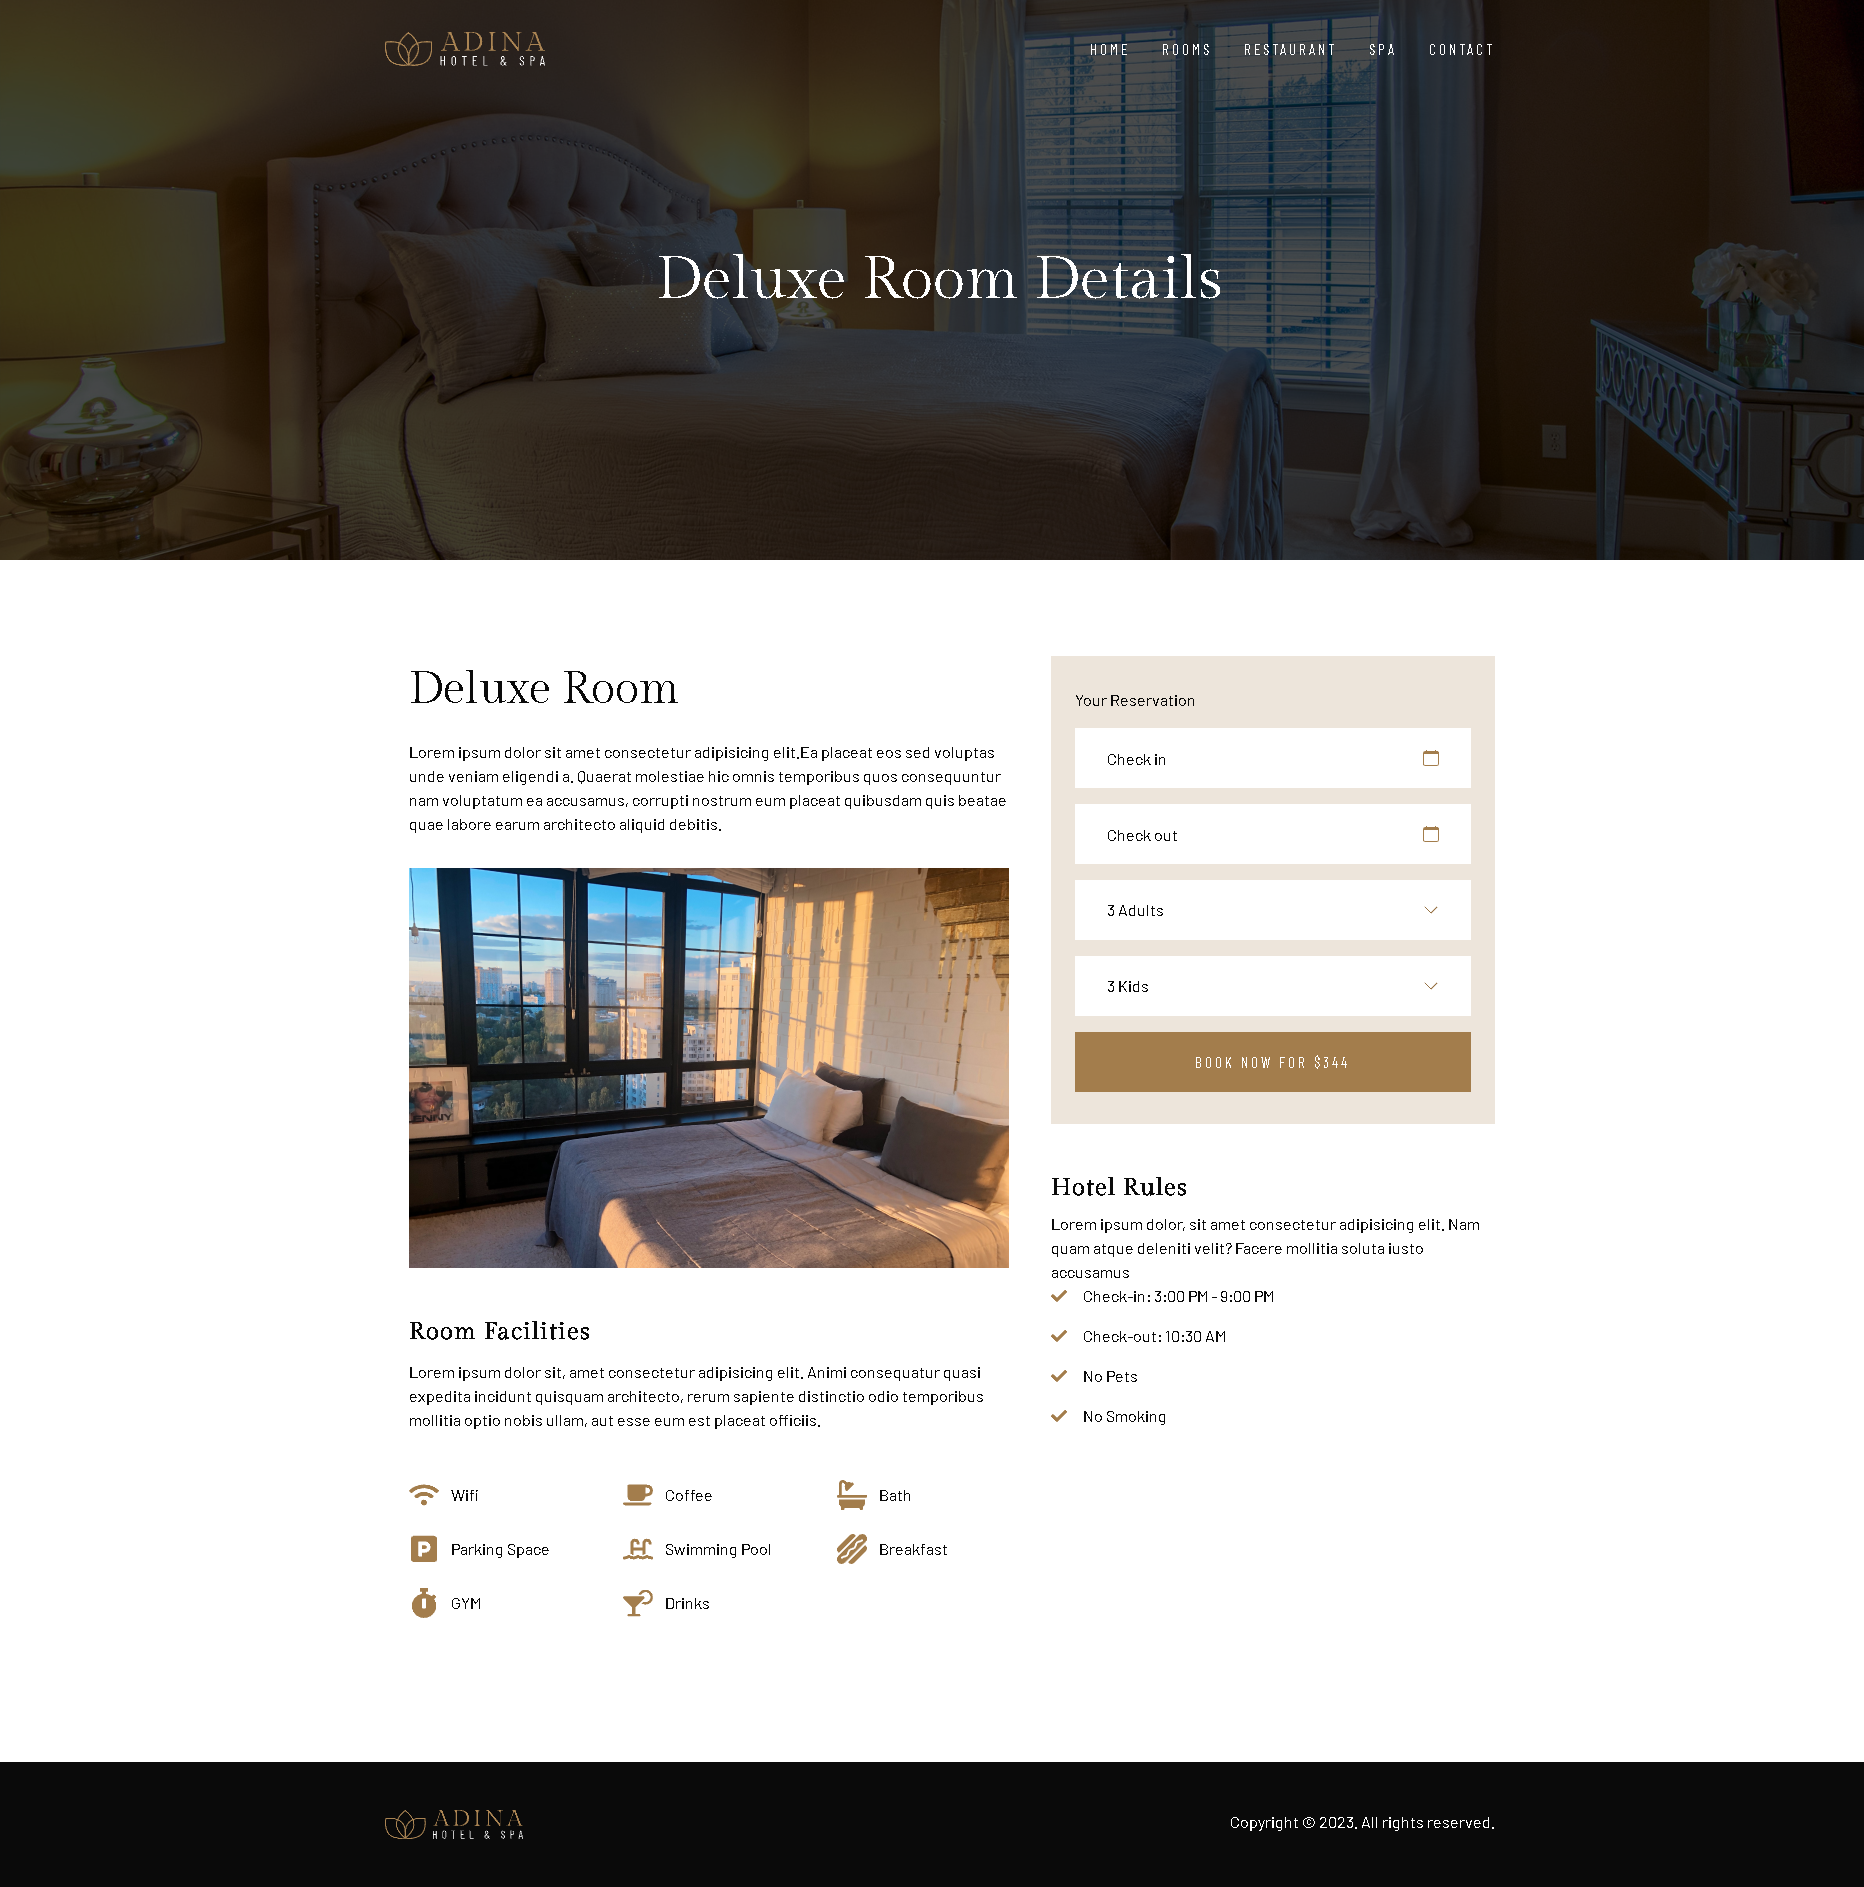 ADINA
HOTEL & SPA
HOME ROOMS RESTAURANT SPA CONTACT
Deluxe Room Details
Deluxe Room
Lorem ipsum dolor sit amet consectetur adipisicing elit.Ea placeat eos sed voluptas
unde veniam eligendi a. Quaerat molestiae hic omnis temporibus quos consequuntur
nam voluptatum ea accusamus, corrupti nostrum eum placeat quibusdam quis beatae
quae labore earum architecto aliquid debitis.
ENNY
Room Facilities
Lorem ipsum dolor sit, amet consectetur adipisicing elit. Animi consequatur quasi
expedita incidunt quisquam architecto, rerum sapiente distinctio odio temporibus
mollitia optio nobis ullam, aut esse eum est placeat officiis.
Wifi Coffee Bath
P Parking Space Swimming Pool Breakfast
GYM Drinks
Your Reservation
Check in
Check out
3 Adults
3 Kids
BOOK NOW FOR $344
Hotel Rules
Lorem ipsum dolor, sit amet consectetur adipisicing elit. Nam
quam atque deleniti velit? Facere mollitia soluta iusto
accusamus
Check-in: 3:00 PM - 9:00 PM
Check-out: 10:30 AM
No Pets
No Smoking
ADINA
HOTEL & SPA
Copyright © 2023. All rights reserved.